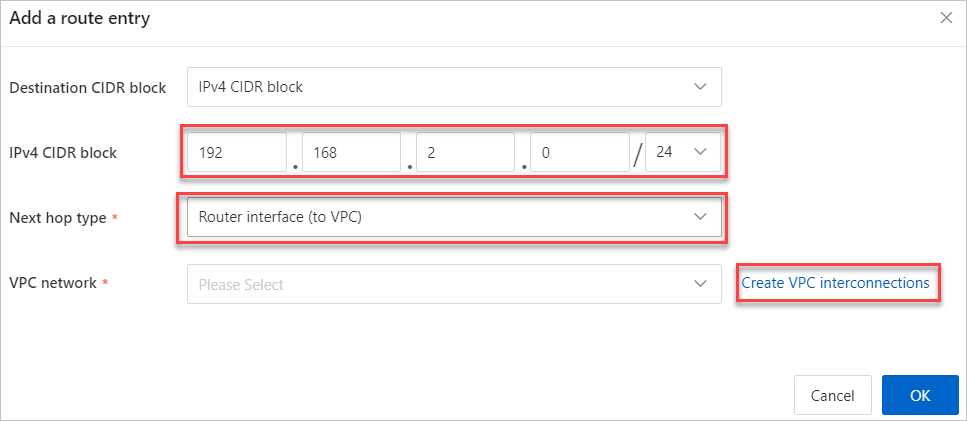 Add a route entry
Destination CIDR block IPv4 CIDR block
IPv4 CIDR block 192 . 168 . 2 . 0 / 24
Next hop type * Router interface (to VPC)
VPC network * Please Select Create VPC interconnections
Cancel OK